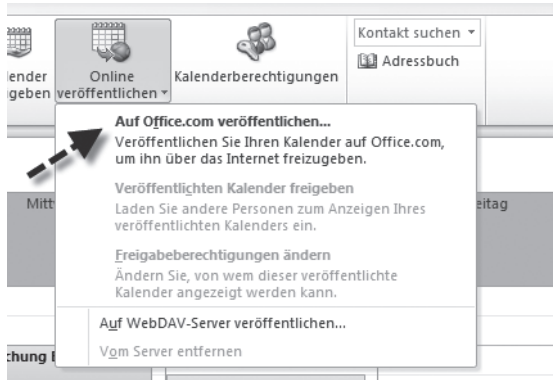 Kontakt suchen
Adressbuch
lender
geben
Online
veröffentlichen
Kalenderberechtigungen
Auf Office.com veröffentlichen...
Veröffentlichen Sie Ihren Kalender auf Office.com,
um ihn über das Internet freizugeben.
Veröffentlichten Kalender freigeben
Laden Sie andere Personen zum Anzeigen Ihres
veröffentlichten Kalenders ein.
Freigabeberechtigungen ändern
Ändern Sie, von wem dieser veröffentlichte
Kalender angezeigt werden kann.
Auf WebDAV-Server veröffentlichen...
Vom Server entfernen
Mitt
eitag
chung